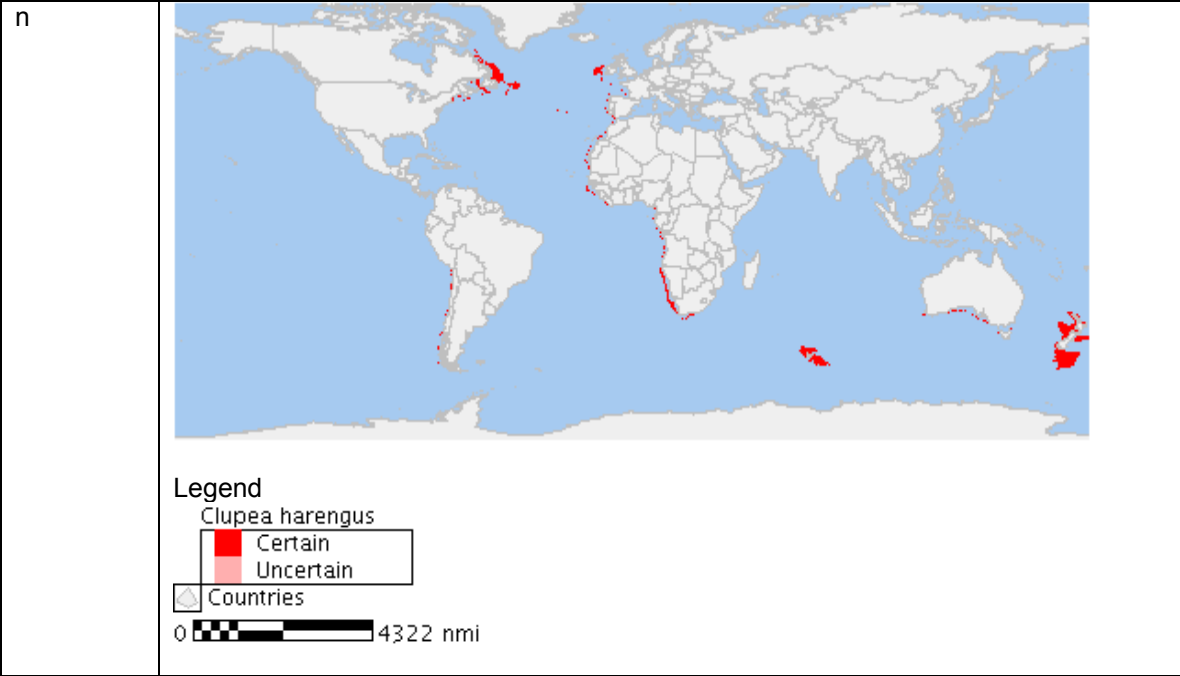 n
Legend
Clupea harengus
Certain
Uncertain
Countries
0 4322 nmi